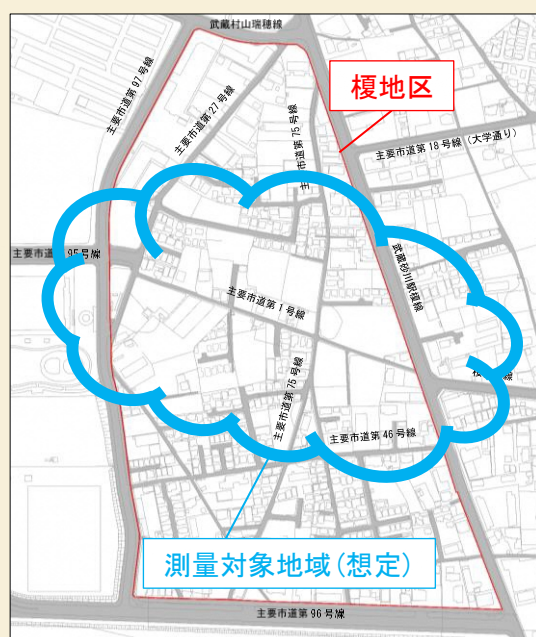 武蔵村山瑞穂線
榎地区
主要市道第97号線
主要市道第27号線
主要市道第75号線
主要市道第18号線（大学通り）
主要市道第95号線
武蔵砂川駅榎線
主要市道第1号線
主要市道第75号線
主要市道第46号線
測量対象地域（想定）
主要市道第96号線